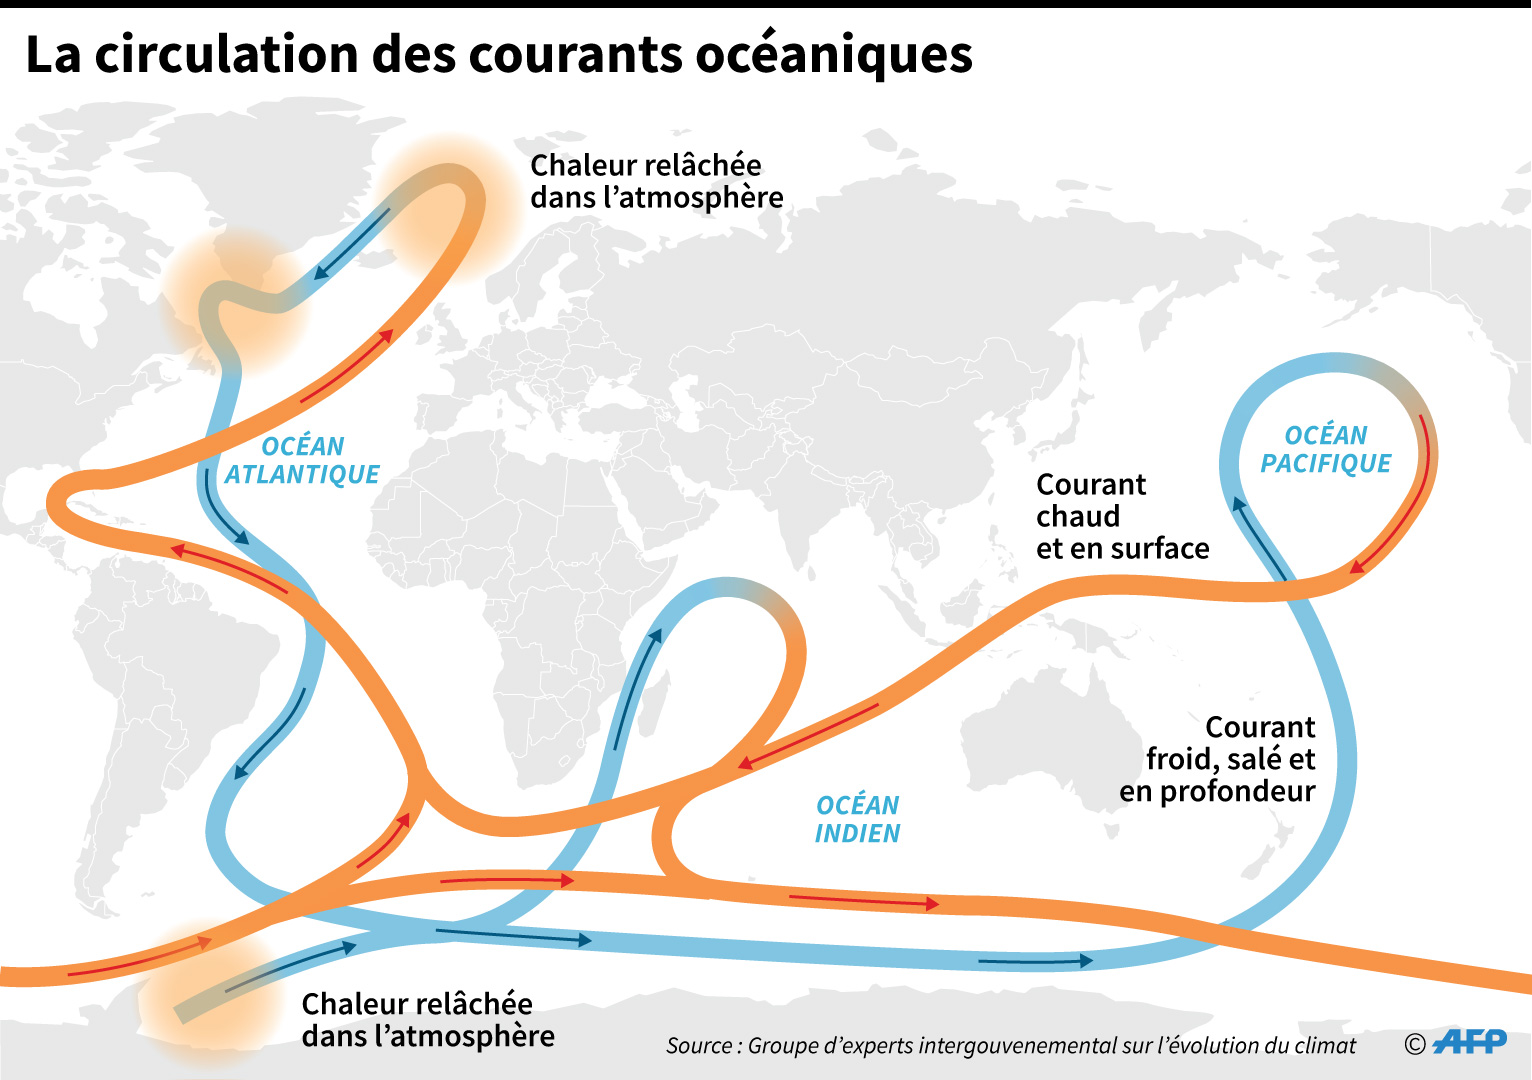 La circulation des courants océaniques
Chaleur relâchée
dans l'atmosphère
OCÉAN
ATLANTIQUE
OCÉAN
PACIFIQUE
Courant
chaud
et en surface
Courant
froid, salé et
en profondeur
OCÉAN
INDIEN
Chaleur relâchée
dans l'atmosphère
Source : Groupe d'experts intergouvenemental sur l'évolution du climat
© AFP